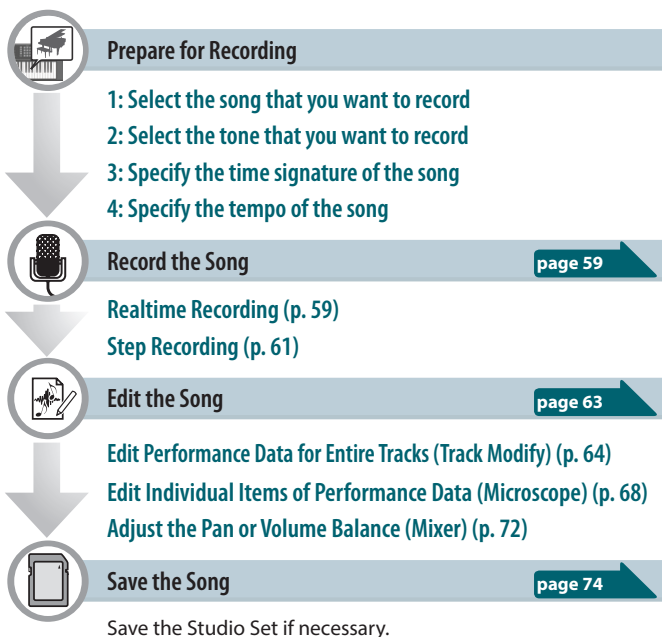 Prepare for Recording
1: Select the song that you want to record
2: Select the tone that you want to record
3: Specify the time signature of the song
4: Specify the tempo of the song
Record the Song page 59
Realtime Recording (p. 59)
Step Recording (p. 61)
Edit the Song page 63
Edit Performance Data for Entire Tracks (Track Modify) (p. 64)
Edit Individual Items of Performance Data (Microscope) (p. 68)
Adjust the Pan or Volume Balance (Mixer) (p. 72)
Save the Song page 74
Save the Studio Set if necessary.